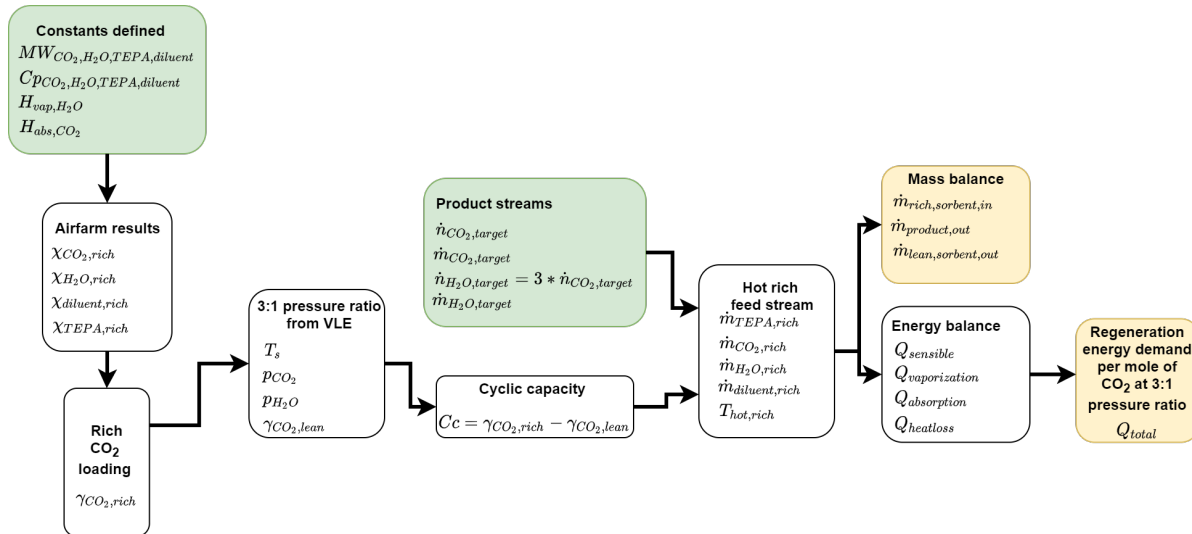 Constants defined
MW_{CO_2,H_2O,TEPA,diluent}
Cp_{CO_2,H_2O,TEPA,diluent}
H_{vap,H_2O}
H_{abs,CO_2}
Airfarm results
χ_{CO_2,rich}
χ_{H_2O,rich}
χ_{diluent,rich}
χ_{TEPA,rich}
Rich
CO₂
loading
γ_{CO_2,rich}
3:1 pressure ratio
from VLE
T_s
p_{CO_2}
p_{H_2O}
γ_{CO_2,lean}
Product streams
ṅ_{CO_2,target}
ṁ_{CO_2,target}
ṅ_{H_2O,target} = 3 * ṅ_{CO_2,target}
ṁ_{H_2O,target}
Cyclic capacity
Cc = γ_{CO_2,rich} − γ_{CO_2,lean}
Hot rich
feed stream
ṁ_{TEPA,rich}
ṁ_{CO_2,rich}
ṁ_{H_2O,rich}
ṁ_{diluent,rich}
T_{hot,rich}
Mass balance
ṁ_{rich,sorbent,in}
ṁ_{product,out}
ṁ_{lean,sorbent,out}
Energy balance
Q_{sensible}
Q_{vaporization}
Q_{absorption}
Q_{heatloss}
Regeneration
energy demand
per mole of
CO₂ at 3:1
pressure ratio
Q_{total}